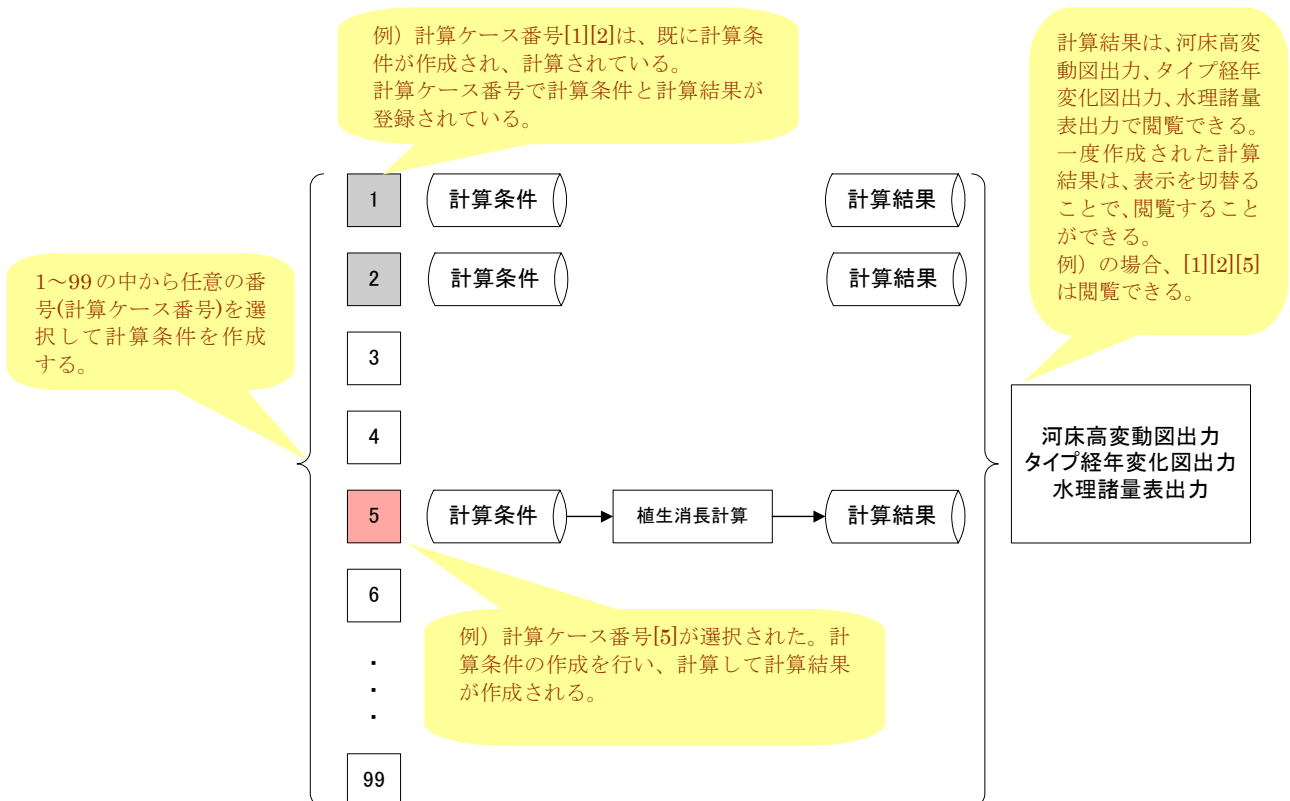 例）計算ケース番号[1][2]は、既に計算条
件が作成され、計算されている。
計算ケース番号で計算条件と計算結果が
登録されている。
計算結果は、河床高変
動図出力、タイプ経年
変化図出力、水理諸量
表出力で閲覧できる。
一度作成された計算
結果は、表示を切替る
ことで、閲覧すること
ができる。
例）の場合、[1][2][5]
は閲覧できる。
1 計算条件 計算結果
2 計算条件 計算結果
1～99の中から任意の番
号(計算ケース番号)を選
択して計算条件を作成
する。
3
4
河床高変動図出力
タイプ経年変化図出力
水理諸量表出力
5 計算条件 植生消長計算 計算結果
6
例）計算ケース番号[5]が選択された。計
算条件の作成を行い、計算して計算結果
が作成される。
・
・
・
99